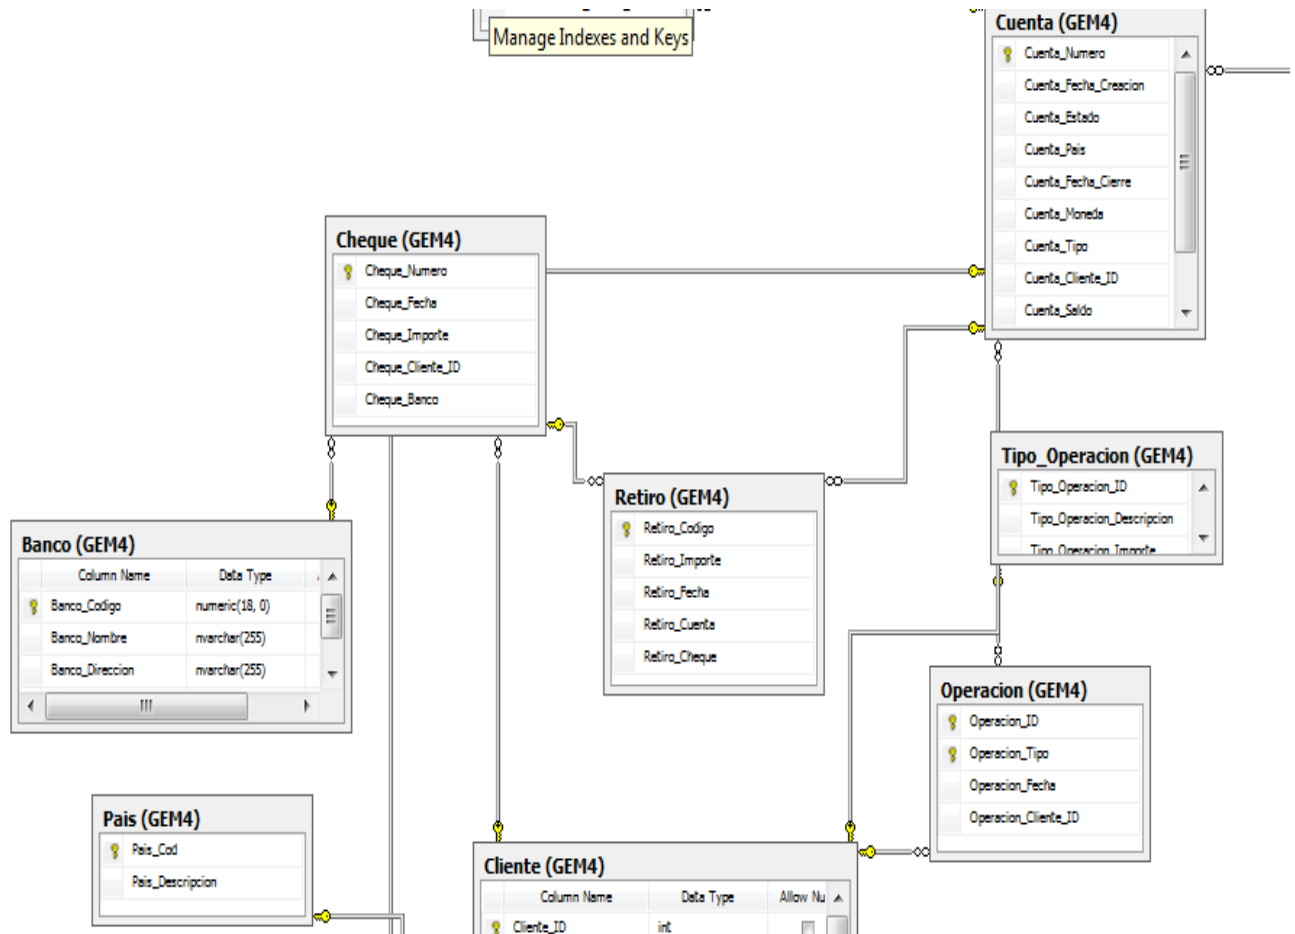 Manage Indexes and Keys
Cuenta (GEM4)
Cuenta_Numero
Cuenta_Fecha_Creacion
Cuenta_Estado
Cuenta_Pais
Cuenta_Fecha_Cierre
Cuenta_Moneda
Cuenta_Tipo
Cuenta_Cliente_ID
Cuenta_Saldo
Cheque (GEM4)
Cheque_Numero
Cheque_Fecha
Cheque_Importe
Cheque_Cliente_ID
Cheque_Banco
Tipo_Operacion (GEM4)
Tipo_Operacion_ID
Tipo_Operacion_Descripcion
Tipo_Operacion_Importe
Retiro (GEM4)
Retiro_Codigo
Retiro_Importe
Retiro_Fecha
Retiro_Cuenta
Retiro_Cheque
Banco (GEM4)
Column Name Data Type
Banco_Codigo numeric(18, 0)
Banco_Nombre nvarchar(255)
Banco_Direccion nvarchar(255)
Operacion (GEM4)
Operacion_ID
Operacion_Tipo
Operacion_Fecha
Operacion_Cliente_ID
Pais (GEM4)
Pais_Cod
Pais_Descripcion
Cliente (GEM4)
Column Name Data Type Allow Nu
Cliente_ID int